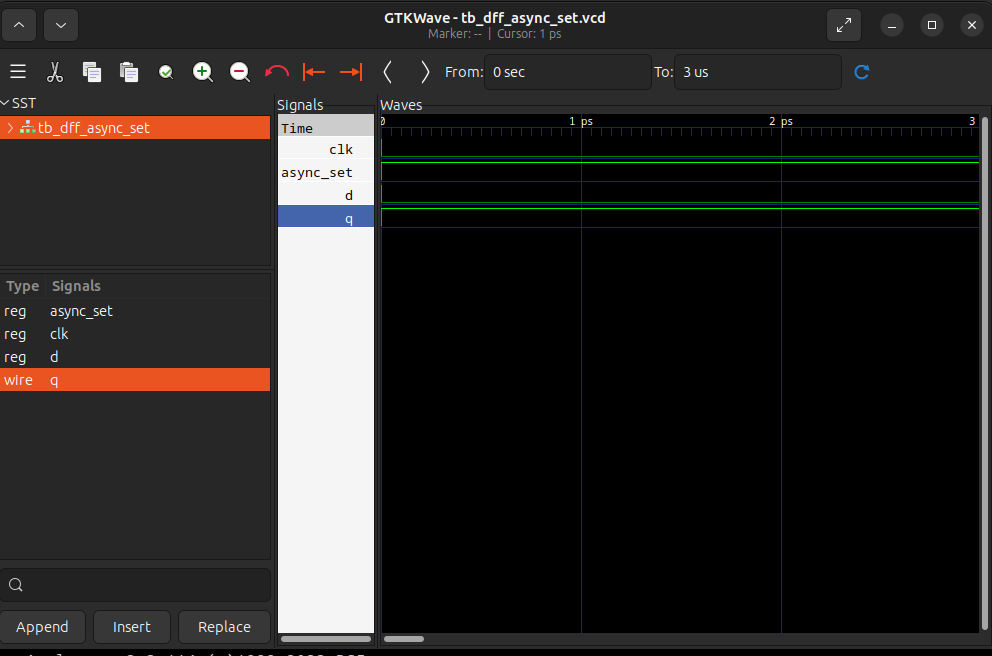 GTKWave - tb_dff_async_set.vcd
Marker: -- | Cursor: 1 ps
From: 0 sec To: 3 us
SST
tb_dff_async_set
Type Signals
reg async_set
reg clk
reg d
wire q
Append Insert Replace
Signals
Time
clk
async_set
d
q
Waves
0 1 ps 2 ps 3